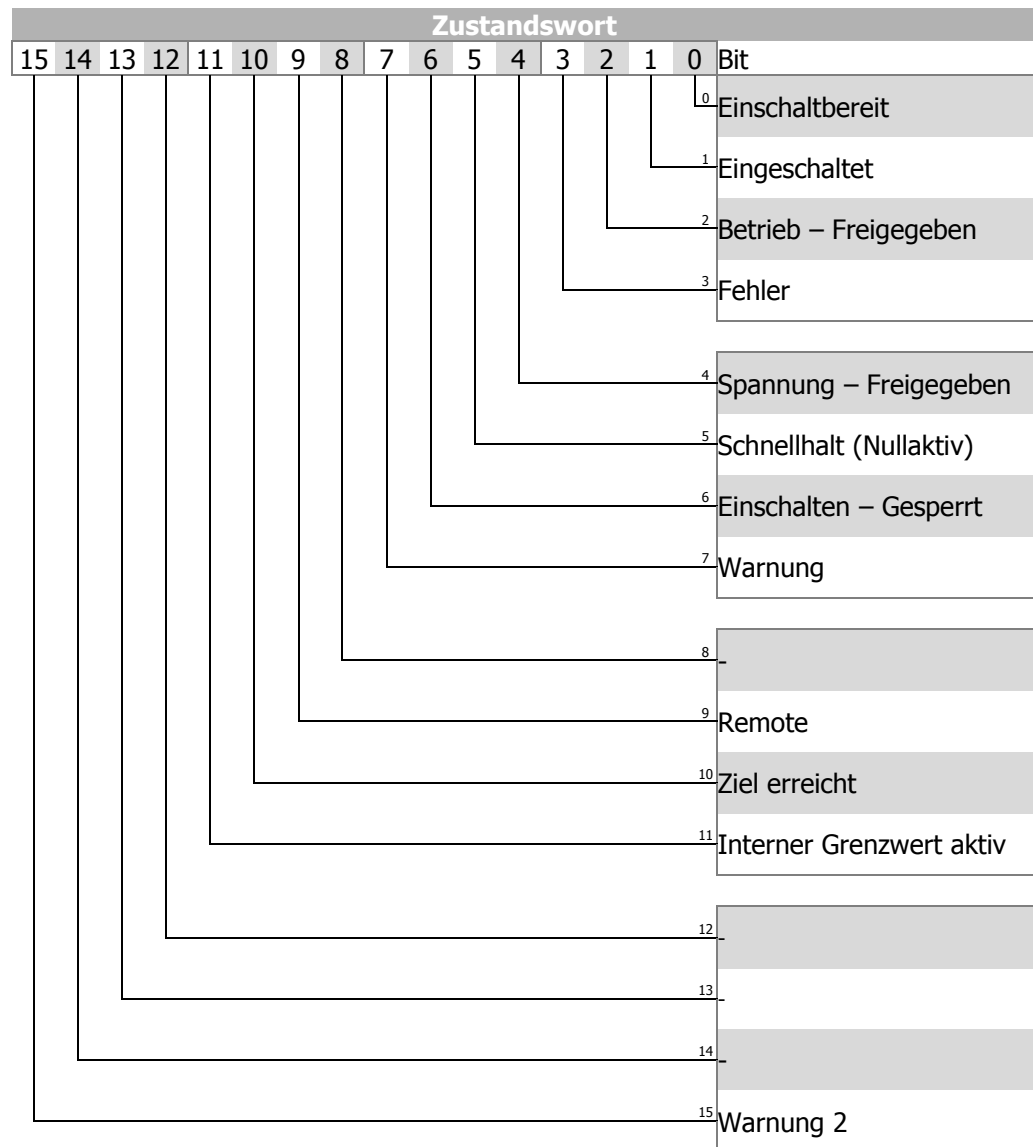 Zustandswort
15 14 13 12 11 10 9 8 7 6 5 4 3 2 1 0 Bit
0 Einschaltbereit
1 Eingeschaltet
2 Betrieb – Freigegeben
3 Fehler
4 Spannung – Freigegeben
5 Schnellhalt (Nullaktiv)
6 Einschalten – Gesperrt
7 Warnung
8 -
9 Remote
10 Ziel erreicht
11 Interner Grenzwert aktiv
12 -
13 -
14 -
15 Warnung 2